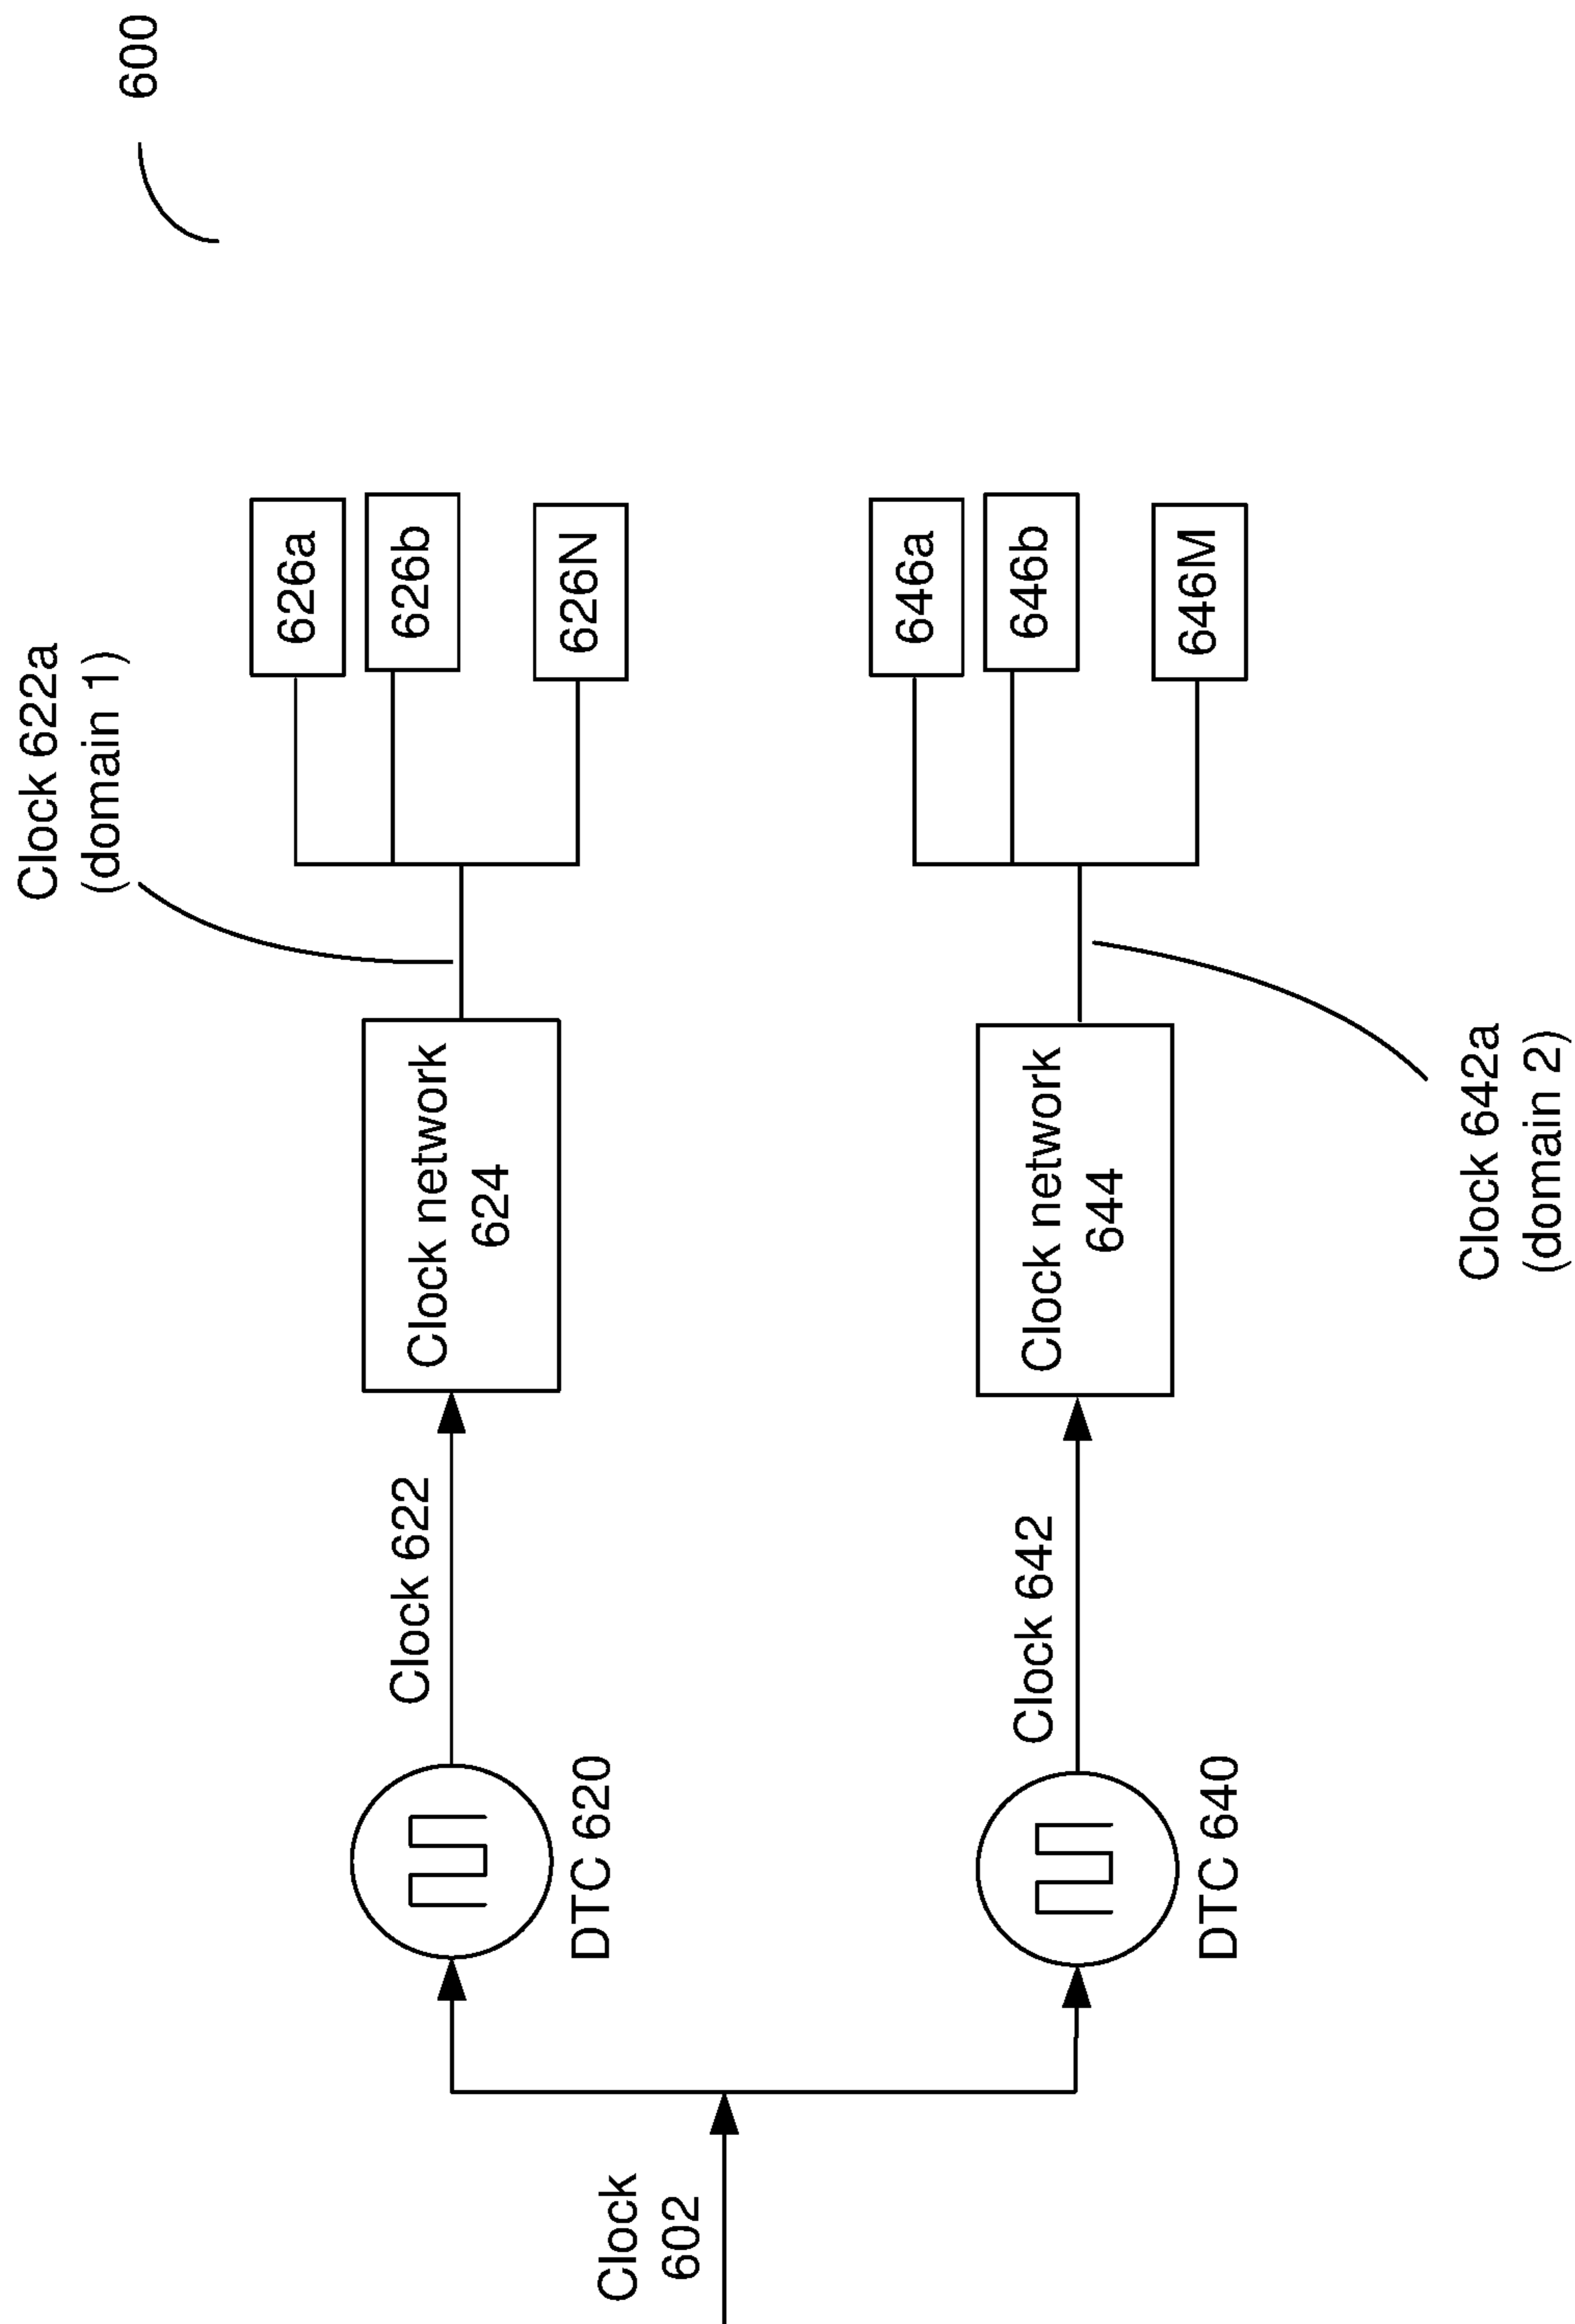 600
Clock 622a
(domain 1)
626a
626b
626N
Clock network
624
Clock 622
DTC 620
Clock
602
646a
646b
646M
Clock network
644
Clock 642
DTC 640
Clock 642a
(domain 2)